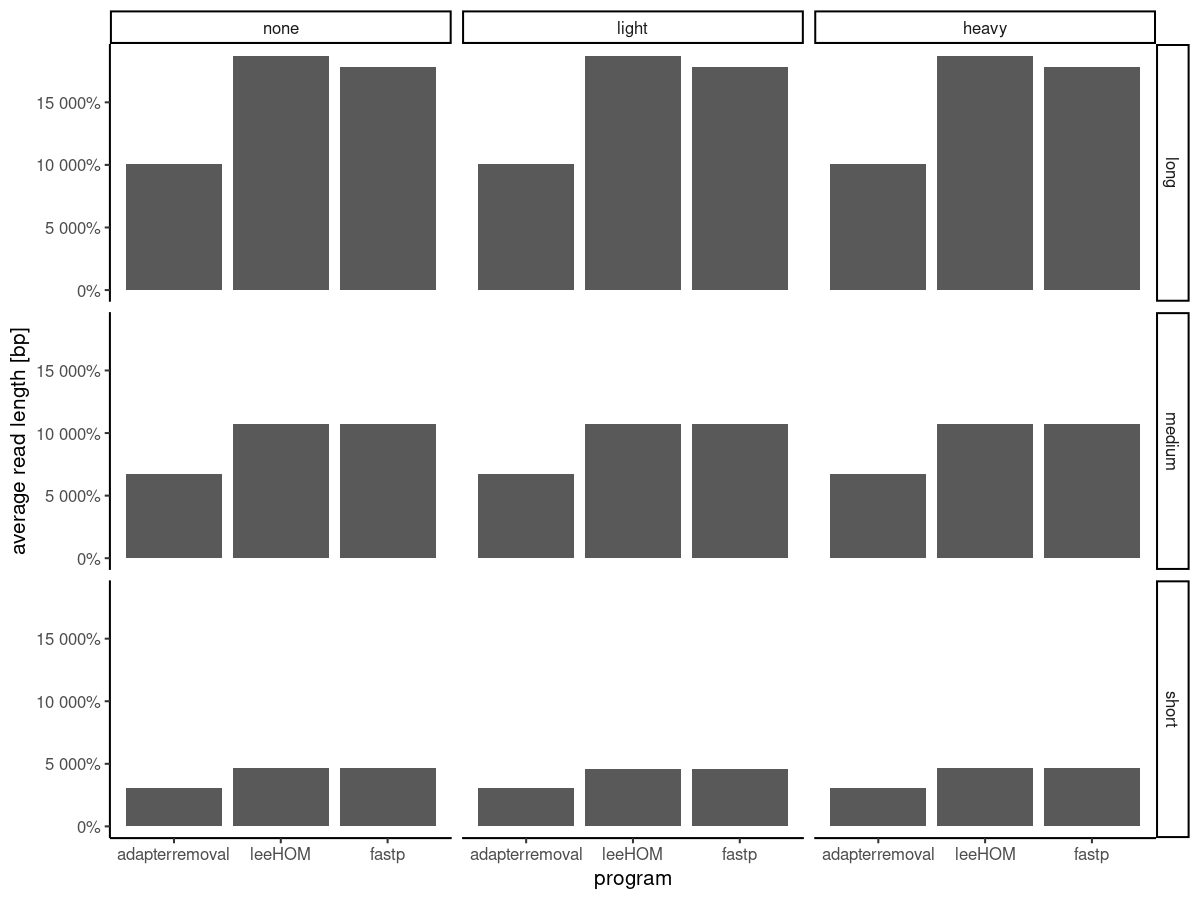 none light heavy
15 000%
10 000%
5 000%
0%
long
15 000%
10 000%
5 000%
0%
medium
15 000%
10 000%
5 000%
0%
short
average read length [bp]
adapterremoval leeHOM fastp adapterremoval leeHOM fastp adapterremoval leeHOM fastp
program